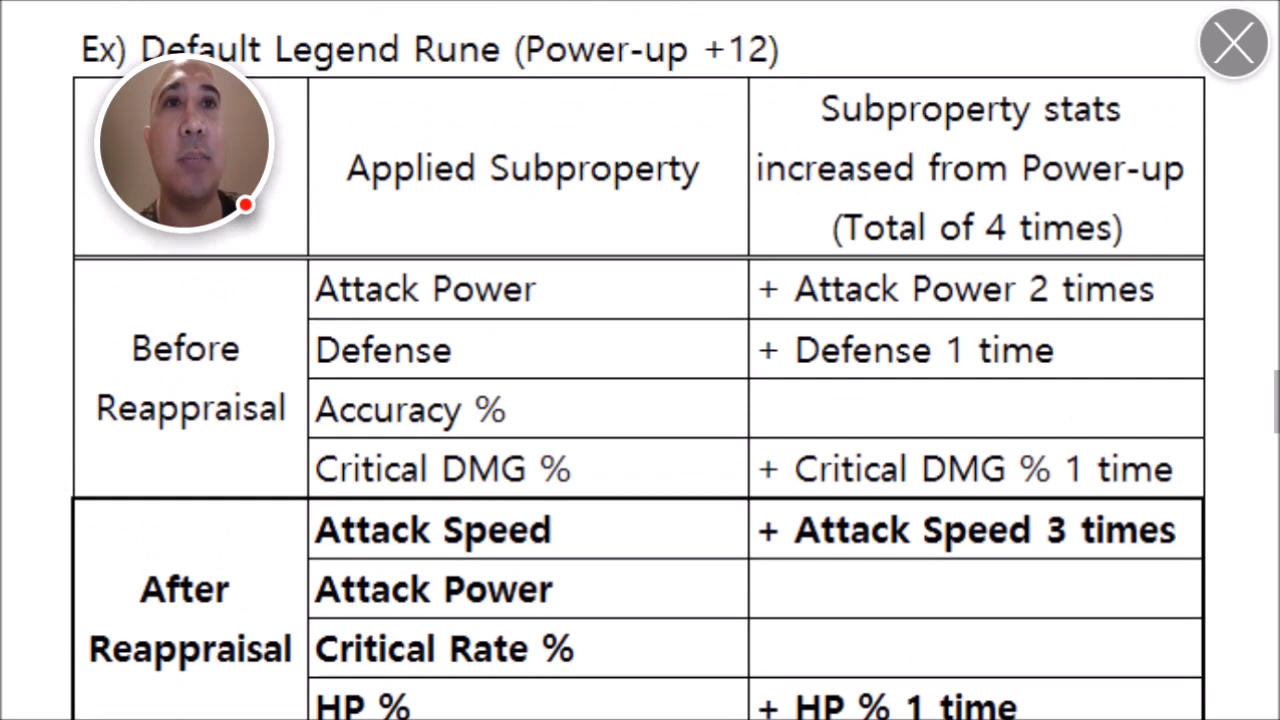 Ex) Default Legend Rune (Power-up +12)
Applied Subproperty
Subproperty stats
increased from Power-up
(Total of 4 times)
Before
Reappraisal
Attack Power
+ Attack Power 2 times
Defense
+ Defense 1 time
Accuracy %
Critical DMG %
+ Critical DMG % 1 time
After
Reappraisal
Attack Speed
+ Attack Speed 3 times
Attack Power
Critical Rate %
HP %
+ HP % 1 time